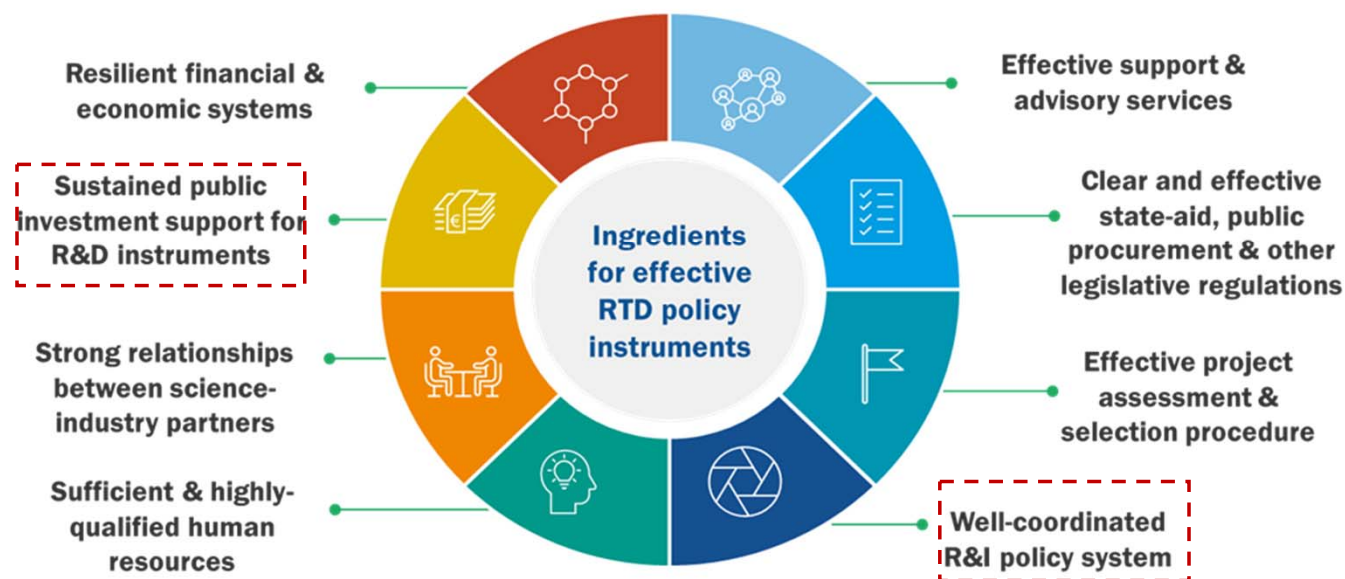 Resilient financial &
economic systems
Sustained public
investment support for
R&D instruments
Strong relationships
between science-
industry partners
Sufficient & highly-
qualified human
resources
Ingredients
for effective
RTD policy
instruments
€
Effective support &
advisory services
Clear and effective
state-aid, public
procurement & other
legislative regulations
Effective project
assessment &
selection procedure
Well-coordinated
R&I policy system